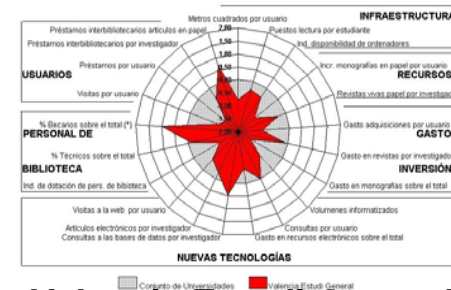 Metros cuadrados por usuario
INFRAESTRUCTURA
Préstamos interbibliotecarios artículos en papel
Puestos lectura por estudiante
Préstamos interbibliotecarios por investigador
Ind. disponibilidad de ordenadores
2,00
1,50
1,00
Préstamos por usuario
Incr. monografías en papel por usuario
USUARIOS
RECURSOS
Visitas por usuario
Revistas vivas papel por investigad
% Becarios sobre el total (*)
Gasto adquisiciones por usuario
PERSONAL DE
GASTO
% Técnicos sobre el total
Gasto en revistas por investigado
BIBLIOTECA
INVERSIÓN
Ind. de dotación de pers. de biblioteca
Gasto en monografías sobre el total
Visitas a la web por usuario
Volumenes informatizados
Artículos electrónicos por investigador
Consultas por usuario
Consultas a las bases de datos por investigador
Gasto en recursos electrónicos sobre el total
NUEVAS TECNOLOGÍAS
Conjunto de Universidades
Valencia Estudi General